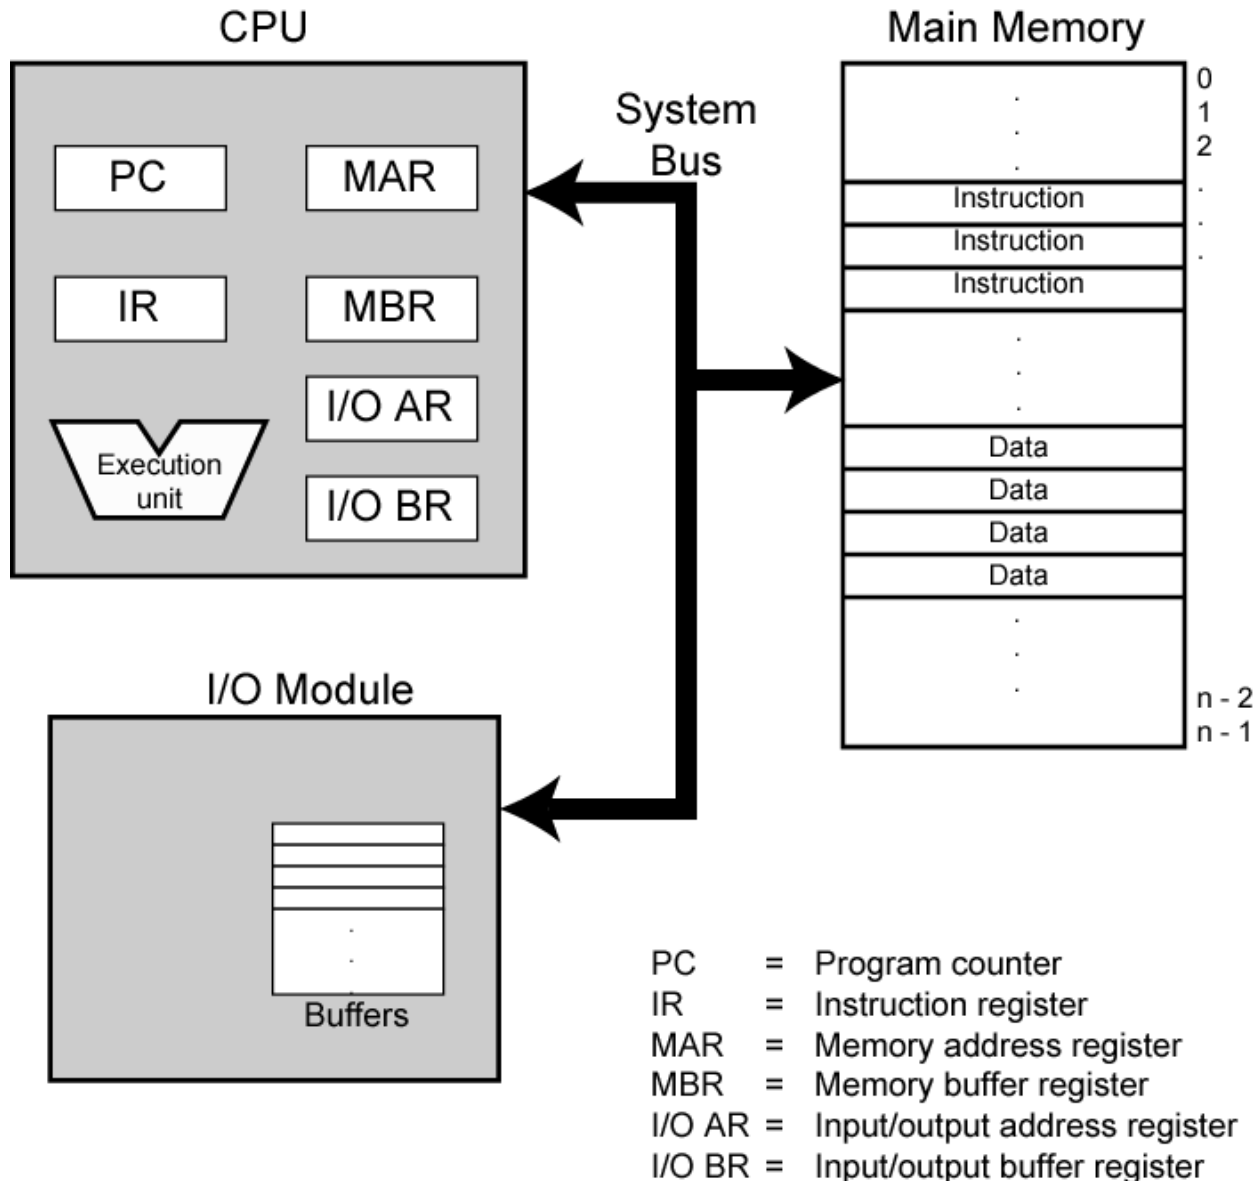 CPU
PC
MAR
IR
MBR
I/O AR
I/O BR
Execution
unit
System
Bus
Main Memory
0
1
2
.
.
.
Instruction
Instruction
Instruction
.
.
.
Data
Data
Data
Data
.
.
.
n - 2
n - 1
I/O Module
Buffers
PC = Program counter
IR = Instruction register
MAR = Memory address register
MBR = Memory buffer register
I/O AR = Input/output address register
I/O BR = Input/output buffer register